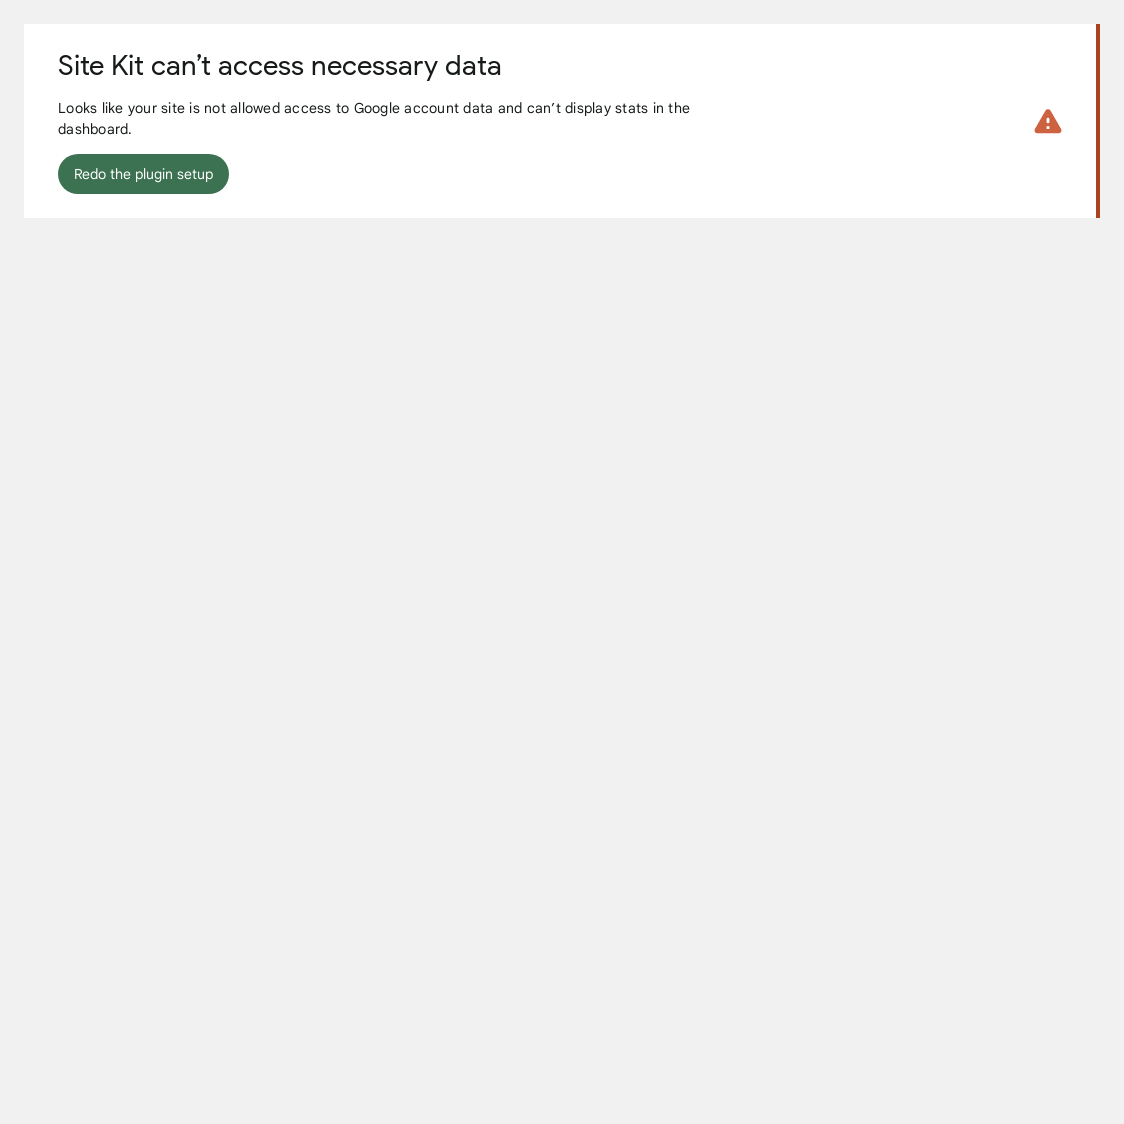 Site Kit can’t access necessary data
Looks like your site is not allowed access to Google account data and can’t display stats in the
dashboard.
Redo the plugin setup